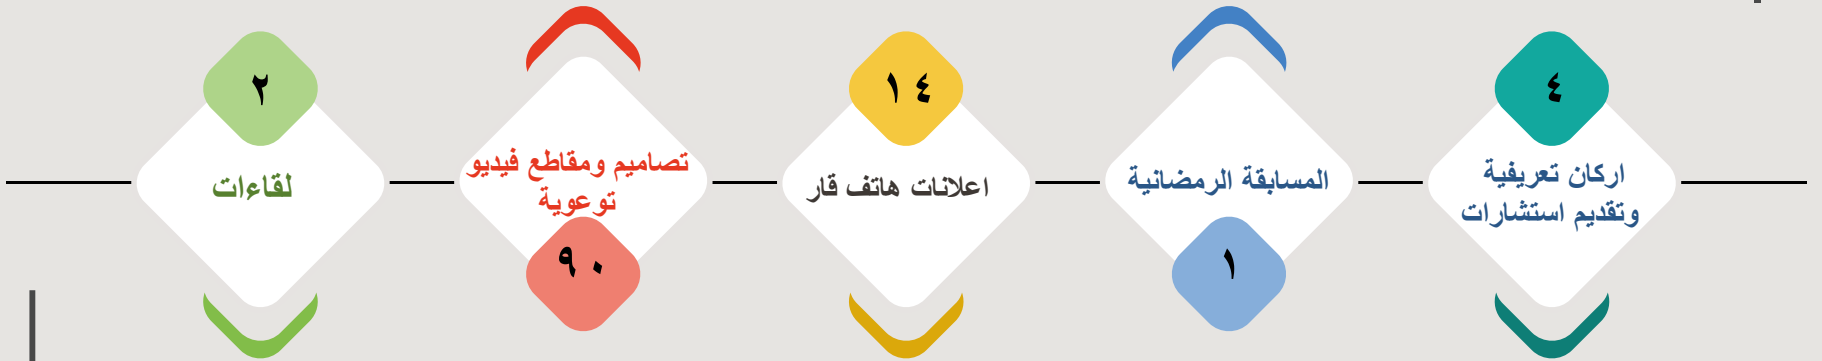 ٤
اركان تعريفية
وتقديم استشارات
المسابقة الرمضانية
١
١٤
اعلانات هاتف قار
تصاميم ومقاطع فيديو
توعوية
٩٠
٢
لقاءات